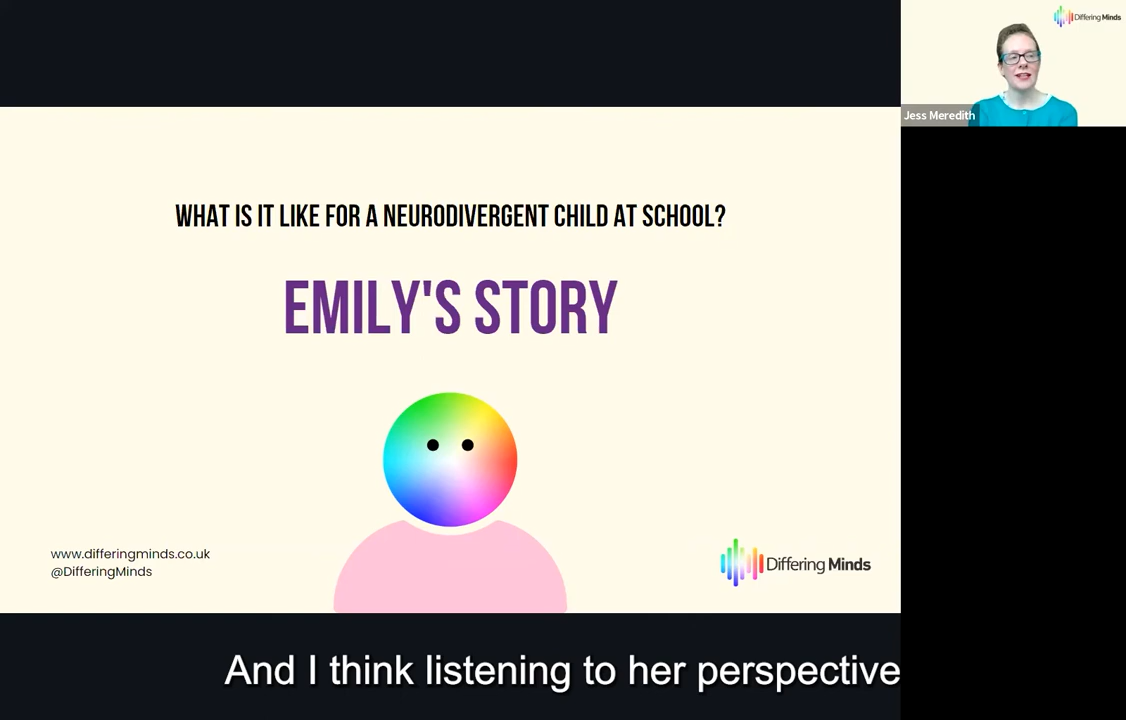 Differing Minds
Jess Meredith
WHAT IS IT LIKE FOR A NEURODIVERGENT CHILD AT SCHOOL?
EMILY'S STORY
www.differingminds.co.uk
@DifferingMinds
Differing Minds
And I think listening to her perspective